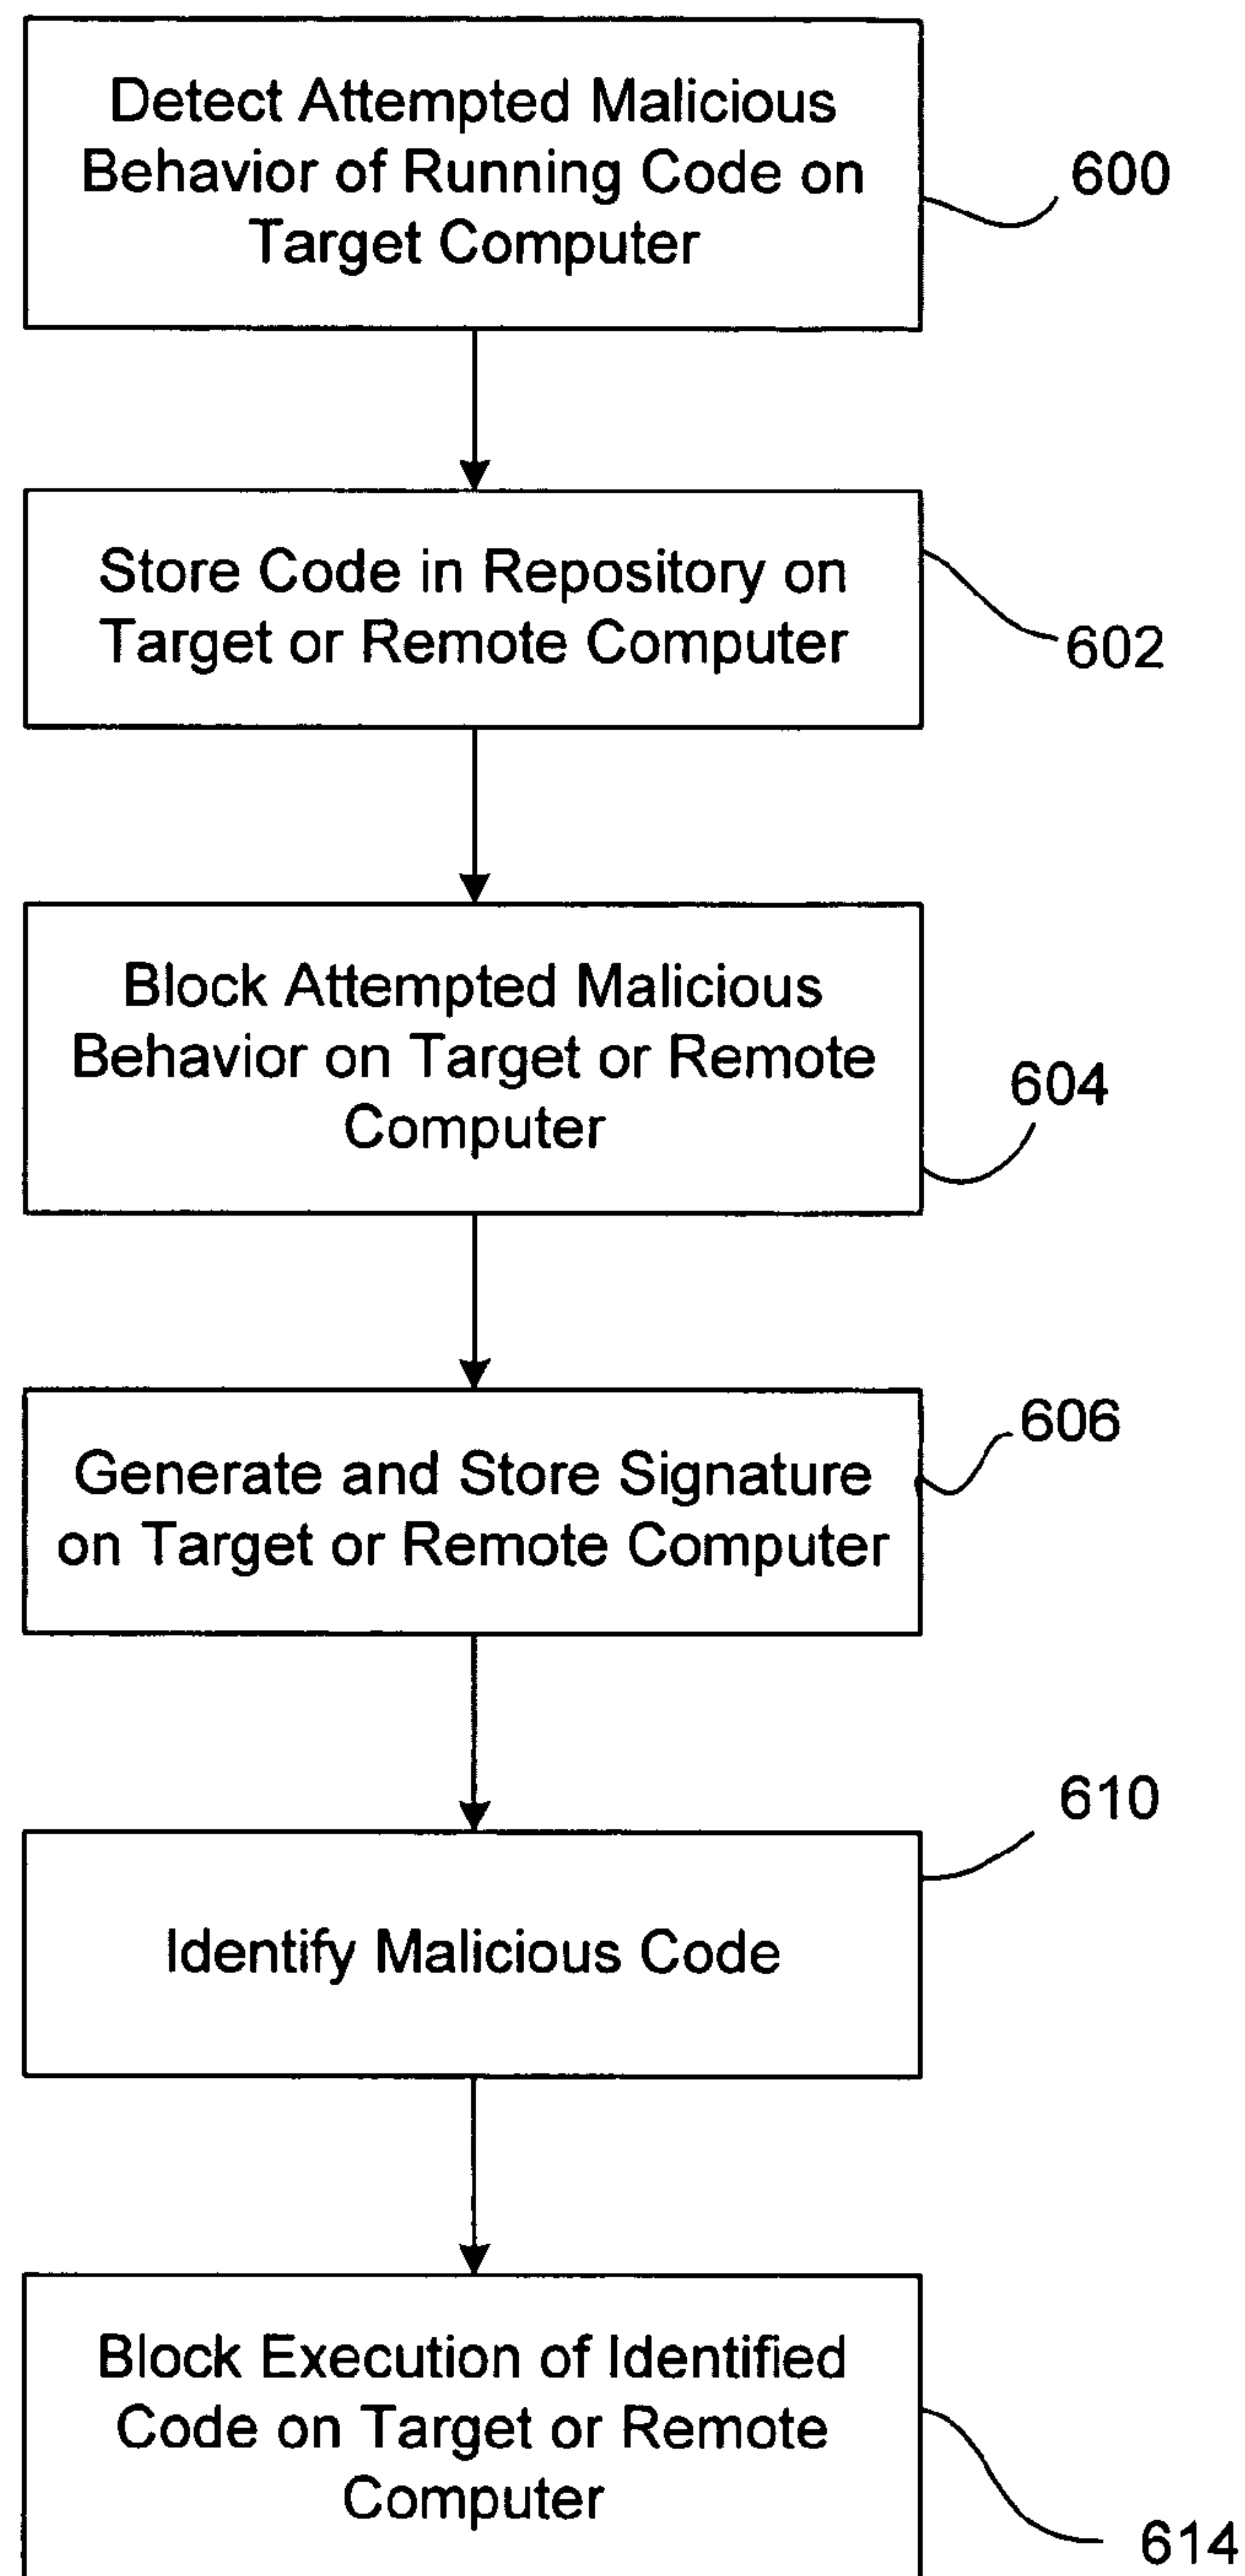 Detect Attempted Malicious
Behavior of Running Code on
Target Computer
600
Store Code in Repository on
Target or Remote Computer
602
Block Attempted Malicious
Behavior on Target or Remote
Computer
604
Generate and Store Signature
on Target or Remote Computer
606
Identify Malicious Code
610
Block Execution of Identified
Code on Target or Remote
Computer
614